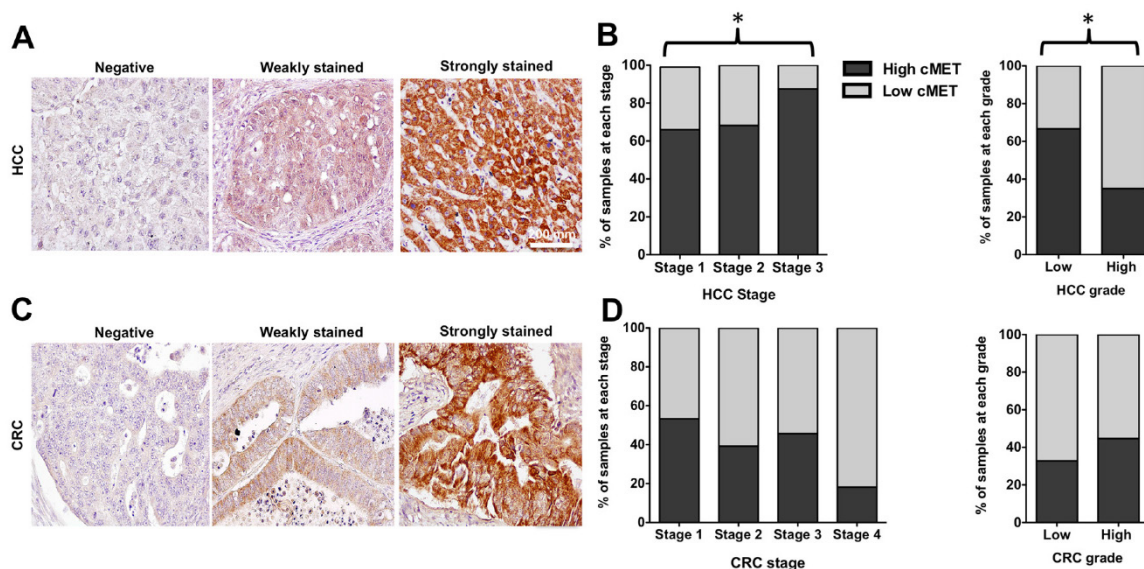 A
Negative
Weakly stained
Strongly stained
HCC
200 mm
B
*
% of samples at each stage
100
80
60
40
20
0
Stage 1 Stage 2 Stage 3
HCC Stage
High cMET
Low cMET
*
% of samples at each grade
100
80
60
40
20
0
Low High
HCC grade
C
Negative
Weakly stained
Strongly stained
CRC
D
% of samples at each stage
100
80
60
40
20
0
Stage 1 Stage 2 Stage 3 Stage 4
CRC stage
% of samples at each grade
100
80
60
40
20
0
Low High
CRC grade